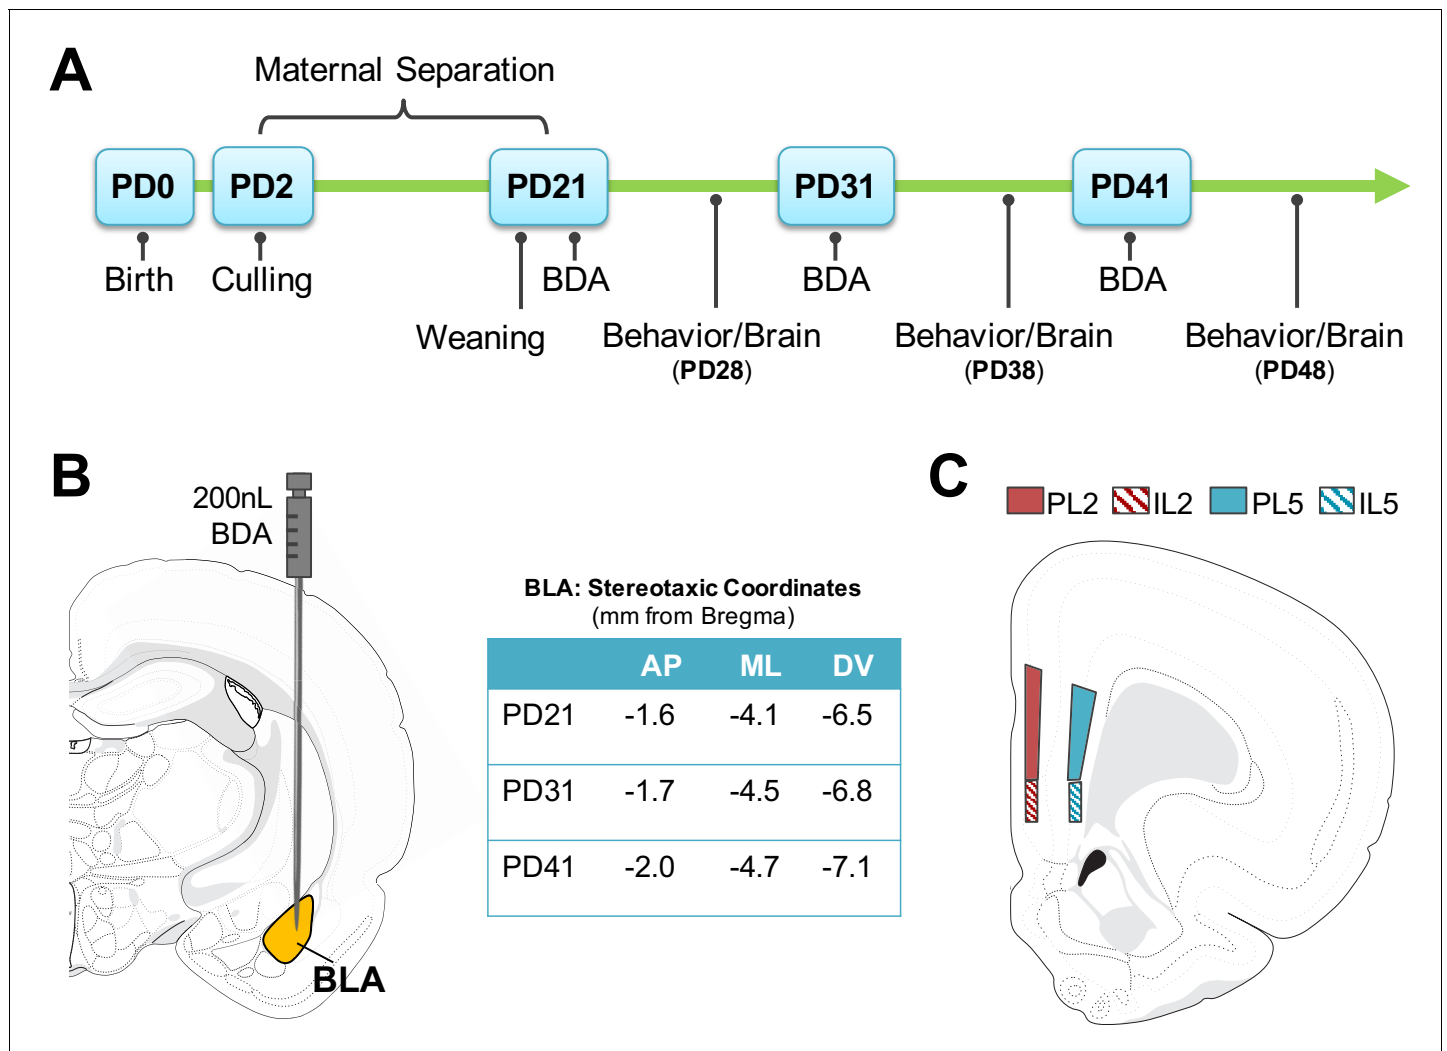 A
Maternal Separation
PD0
PD2
PD21
PD31
PD41
Birth
Culling
BDA
BDA
BDA
Weaning
Behavior/Brain
(PD28)
Behavior/Brain
(PD38)
Behavior/Brain
(PD48)
B
200nL
BDA
BLA
BLA: Stereotaxic Coordinates
(mm from Bregma)
AP ML DV
PD21 -1.6 -4.1 -6.5
PD31 -1.7 -4.5 -6.8
PD41 -2.0 -4.7 -7.1
C
PL2 IL2 PL5 IL5